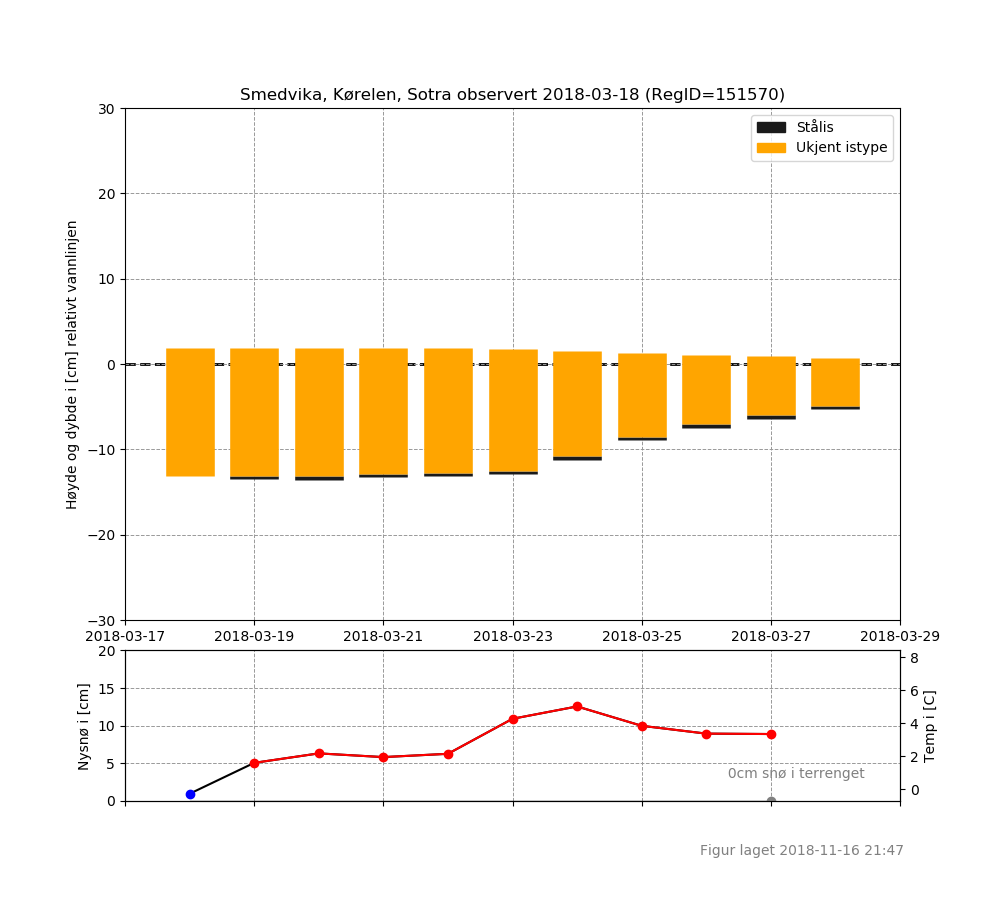 Smedvika, Kørelen, Sotra observert 2018-03-18 (RegID=151570)
Stålis
Ukjent istype
Høyde og dybde i [cm] relativt vannlinjen
30
20
10
0
−10
−20
−30
2018-03-17 2018-03-19 2018-03-21 2018-03-23 2018-03-25 2018-03-27 2018-03-29
Nysnø i [cm]
20
15
10
5
0
Temp i [C]
8
6
4
2
0
0cm snø i terrenget
Figur laget 2018-11-16 21:47